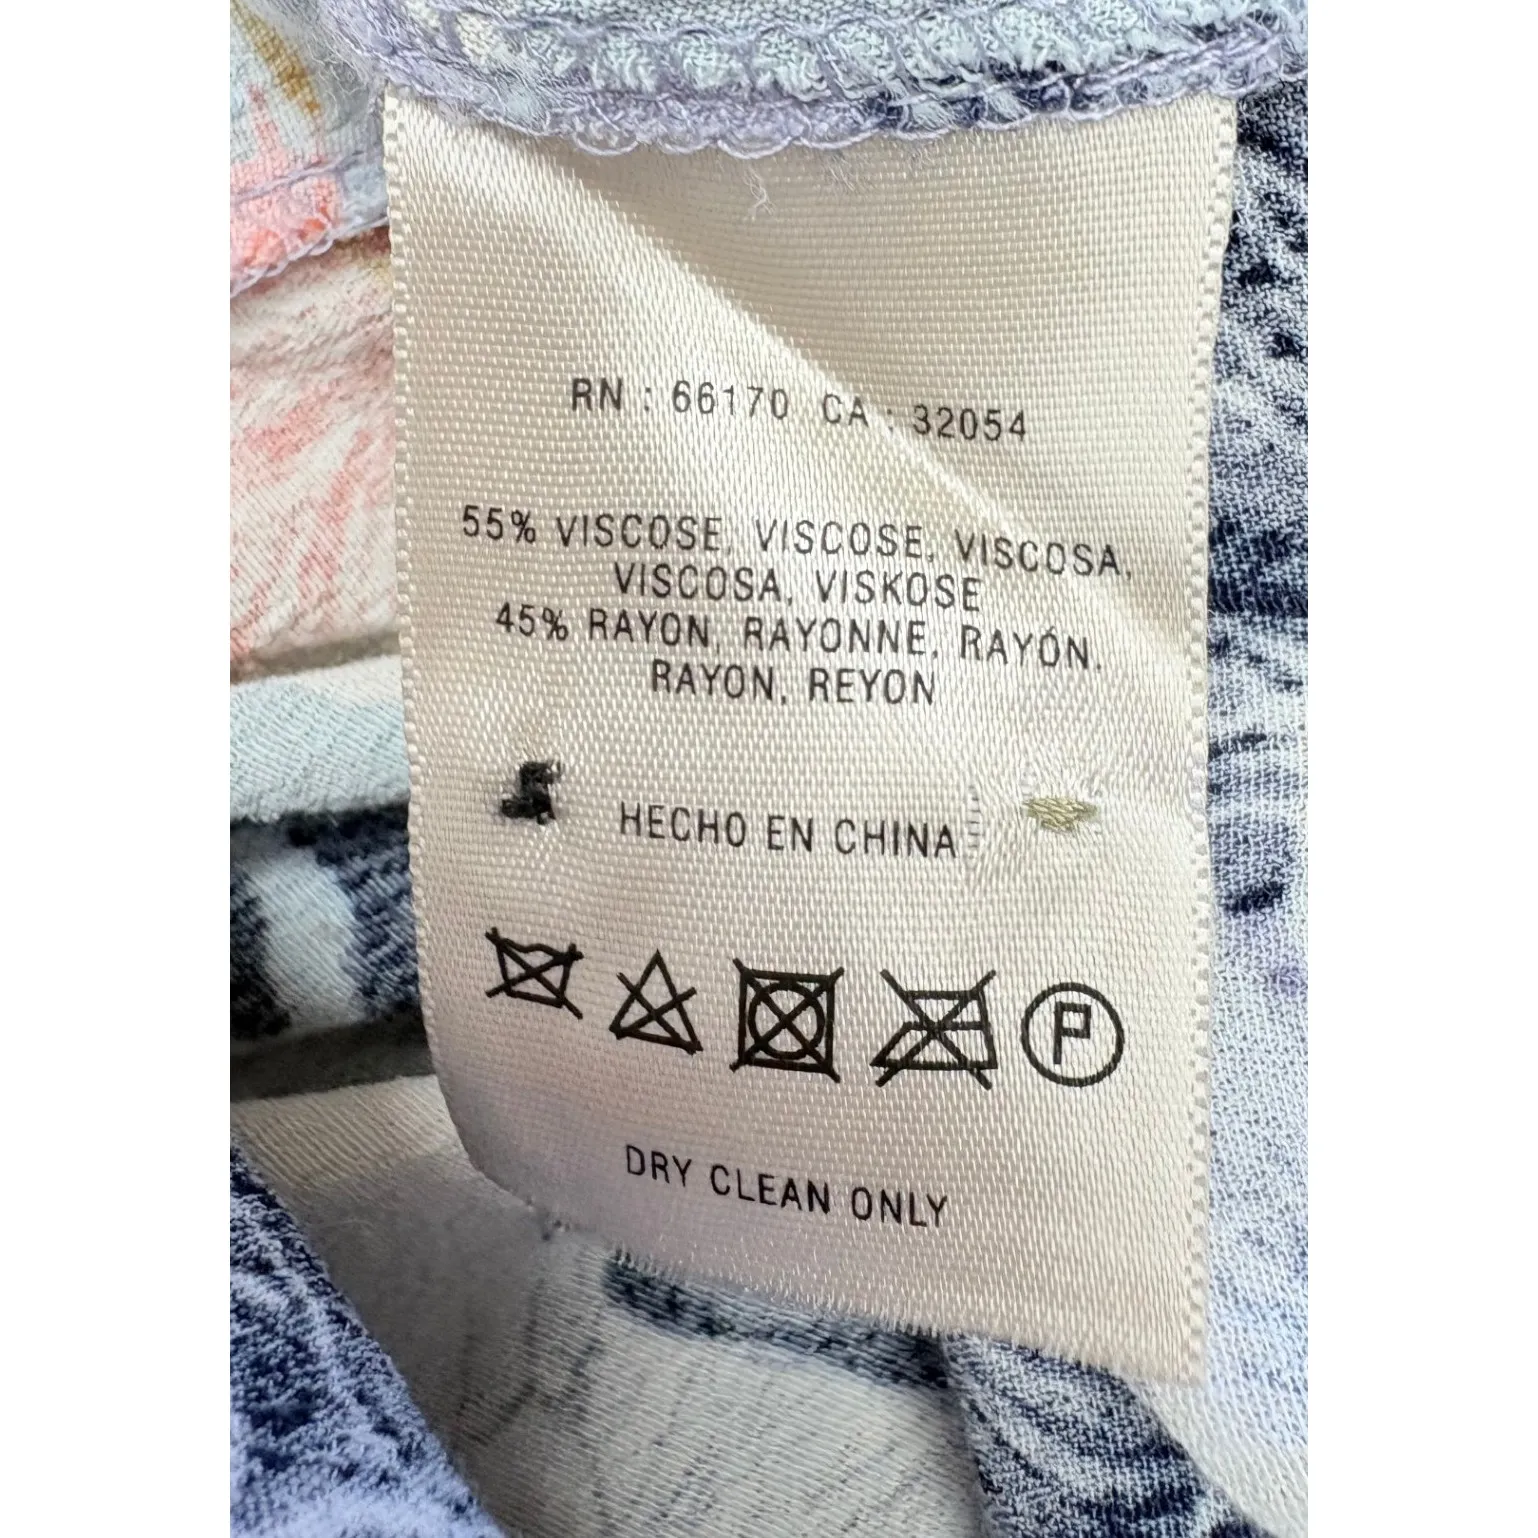 RN : 66170 CA : 32054
55% VISCOSE, VISCOSE, VISCOSA,
VISCOSA, VISKOSE
45% RAYON, RAYONNE, RAYÓN,
RAYON, REYON
HECHO EN CHINA
P
DRY CLEAN ONLY